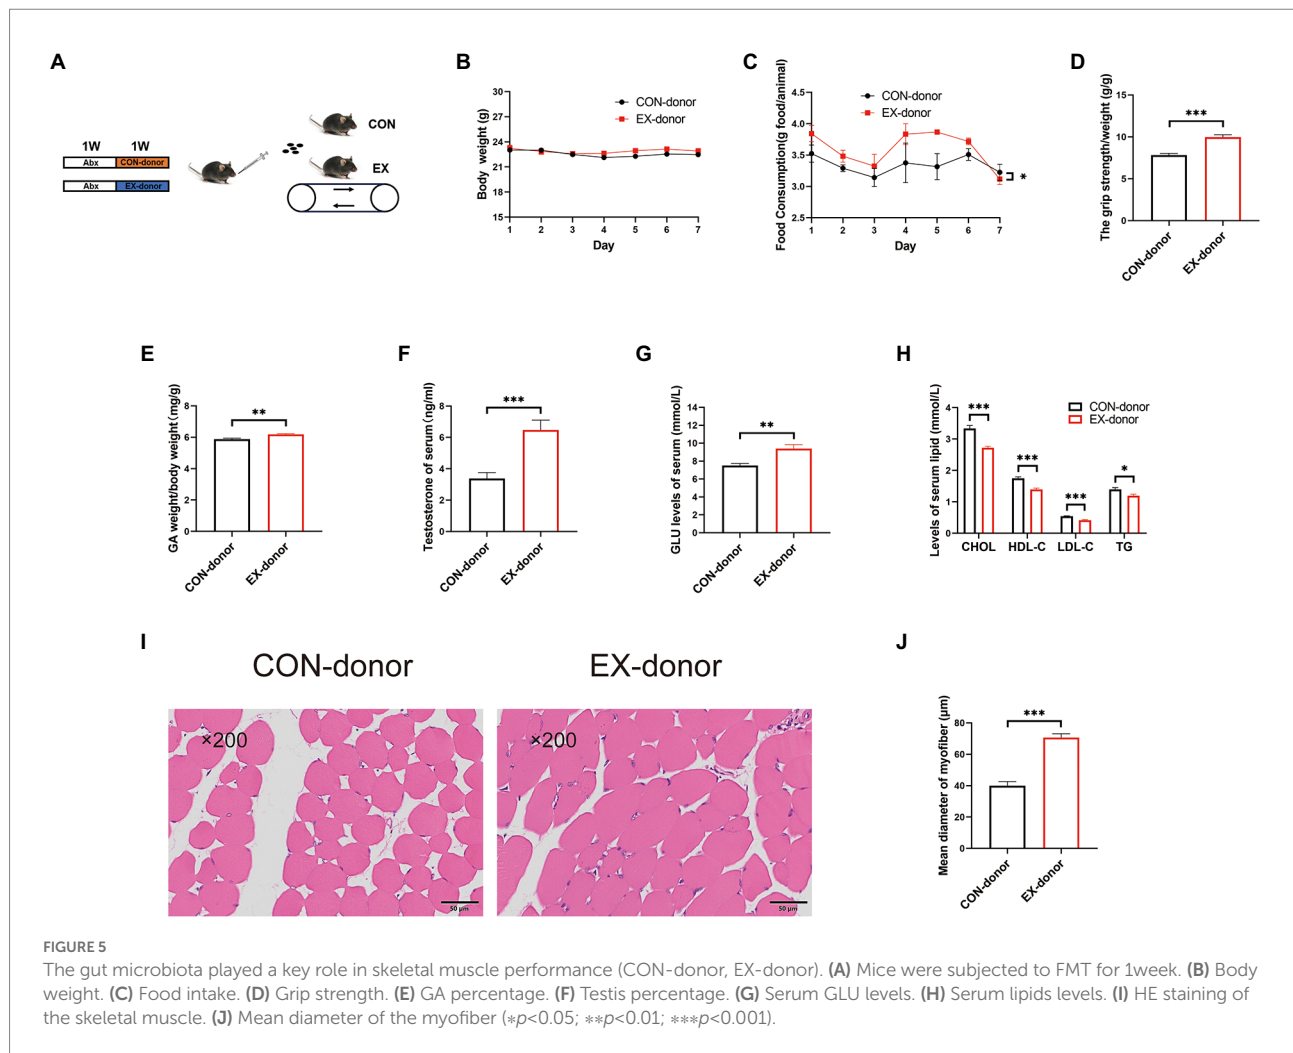 A
1W 1W
Abx CON-donor
Abx EX-donor
CON
EX
B
Body weight (g)
30
27
24
21
18
15
1 2 3 4 5 6 7
Day
CON-donor
EX-donor
C
Food Consumption(g food/animal)
4.5
4.0
3.5
3.0
2.5
1 2 3 4 5 6 7
Day
CON-donor
EX-donor
*
D
The grip strength/weight (g/g)
15
10
5
0
***
CON-donor
EX-donor
E
GA weight/body weight(mg/g)
8
6
4
2
0
**
CON-donor
EX-donor
F
Testosterone of serum (ng/ml)
8
6
4
2
0
***
CON-donor
EX-donor
G
GLU levels of serum (mmol/L)
14
12
10
8
6
4
2
0
**
CON-donor
EX-donor
H
Levels of serum lipid (mmol/L)
4
3
2
1
0
*** *** *** *
CHOL HDL-C LDL-C TG
CON-donor
EX-donor
I
CON-donor EX-donor
×200 ×200
50 μm 50 μm
J
Mean diameter of myofiber (μm)
80
60
40
20
0
***
CON-donor
EX-donor
FIGURE 5
The gut microbiota played a key role in skeletal muscle performance (CON-donor, EX-donor). (A) Mice were subjected to FMT for 1week. (B) Body
weight. (C) Food intake. (D) Grip strength. (E) GA percentage. (F) Testis percentage. (G) Serum GLU levels. (H) Serum lipids levels. (I) HE staining of
the skeletal muscle. (J) Mean diameter of the myofiber (*p<0.05; **p<0.01; ***p<0.001).